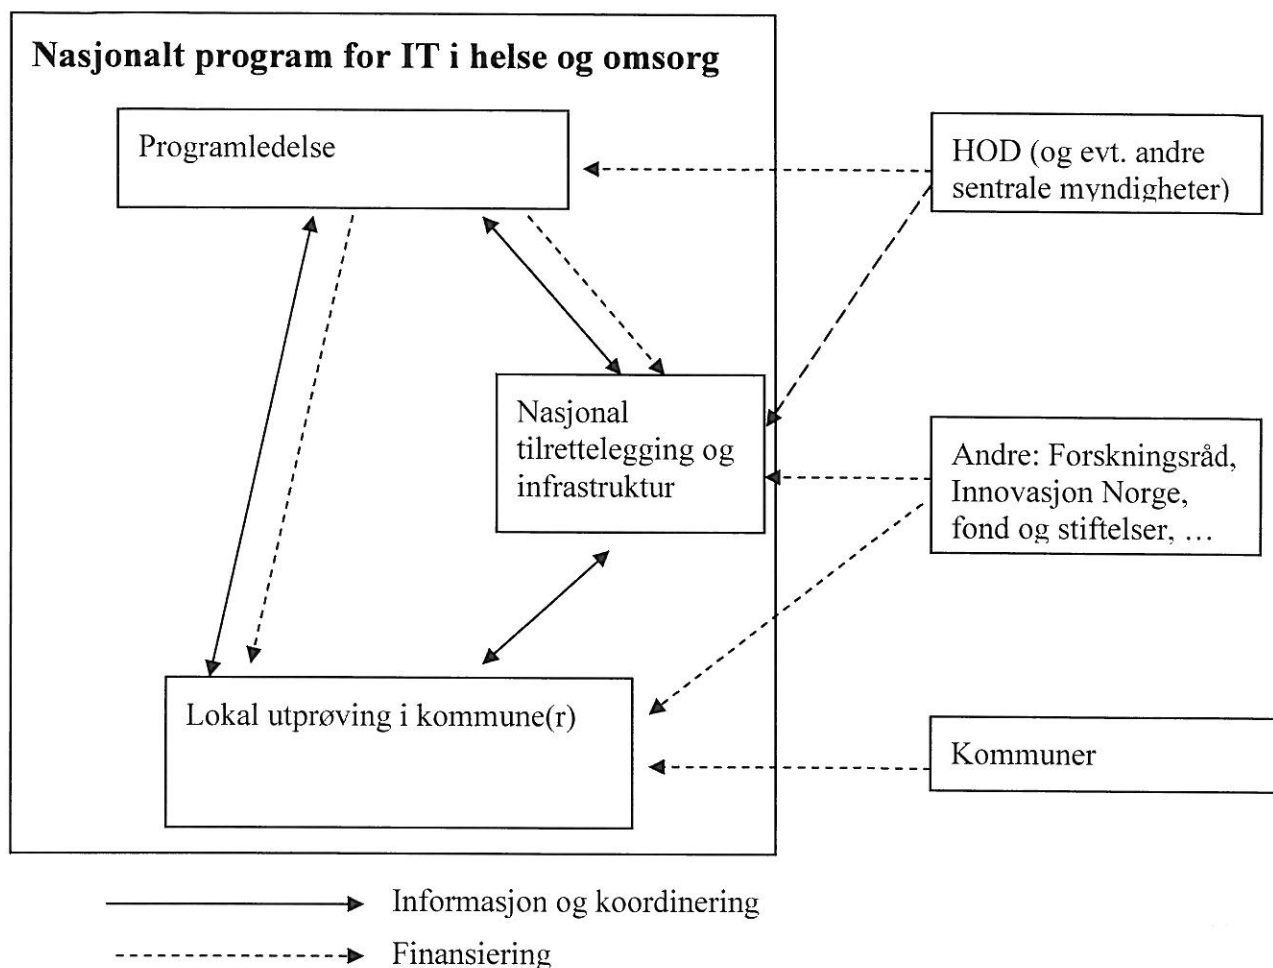 Nasjonalt program for IT i helse og omsorg
Programledelse
HOD (og evt. andre
sentrale myndigheter)
Nasjonal
tilrettelegging og
infrastruktur
Andre: Forskningsråd,
Innovasjon Norge,
fond og stiftelser, …
Lokal utprøving i kommune(r)
Kommuner
Informasjon og koordinering
Finansiering